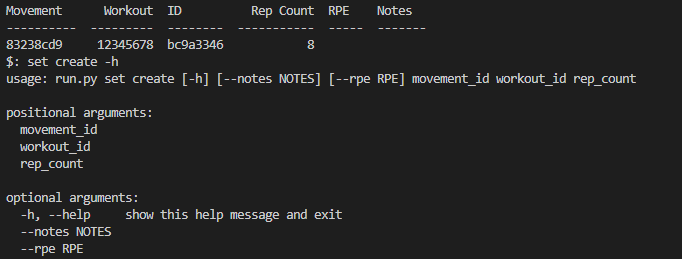 Movement Workout ID Rep Count RPE Notes
---------- --------- -------- ----------- ----- -------
83238cd9 12345678 bc9a3346 8
$: set create -h
usage: run.py set create [-h] [--notes NOTES] [--rpe RPE] movement_id workout_id rep_count
positional arguments:
movement_id
workout_id
rep_count
optional arguments:
-h, --help show this help message and exit
--notes NOTES
--rpe RPE